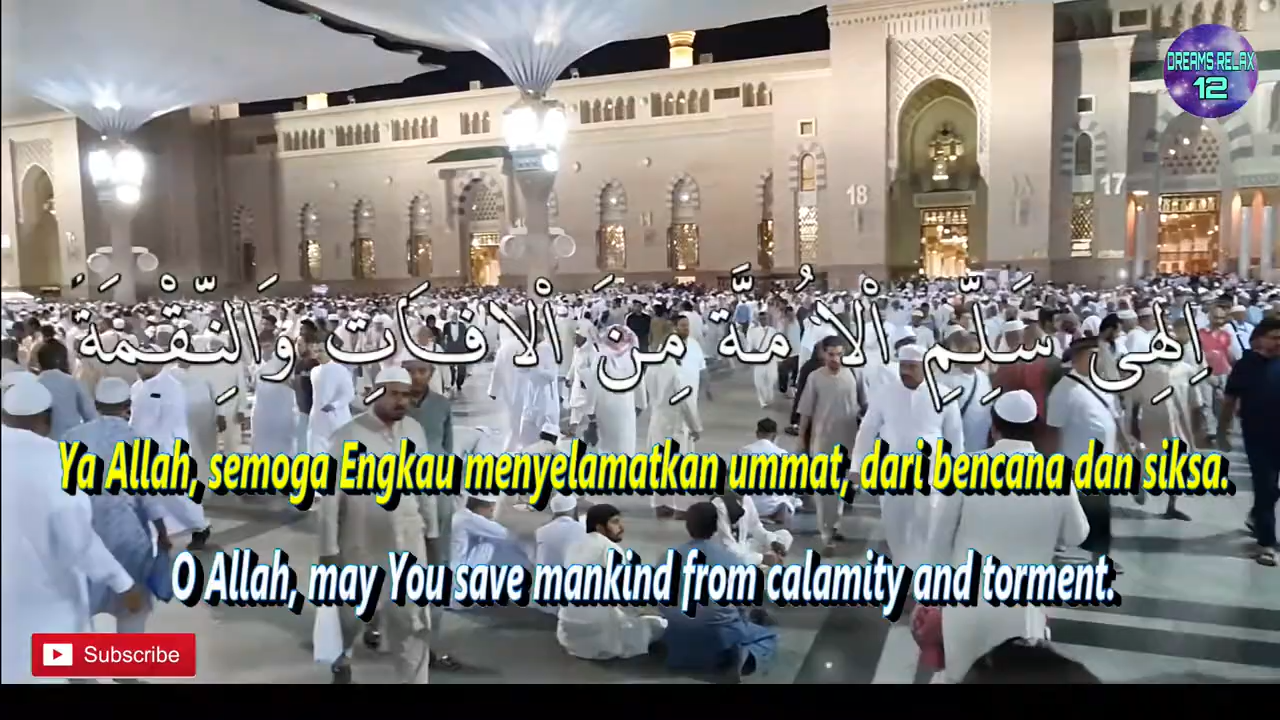 DREAMS RELAX
12
18
17
اِلٰهِى سَلِّمِ الْاُمَّة مِنَ الْافَاتِ وَالنِّقْمَةَ
Ya Allah, semoga Engkau menyelamatkan ummat, dari bencana dan siksa.
O Allah, may You save mankind from calamity and torment.
Subscribe